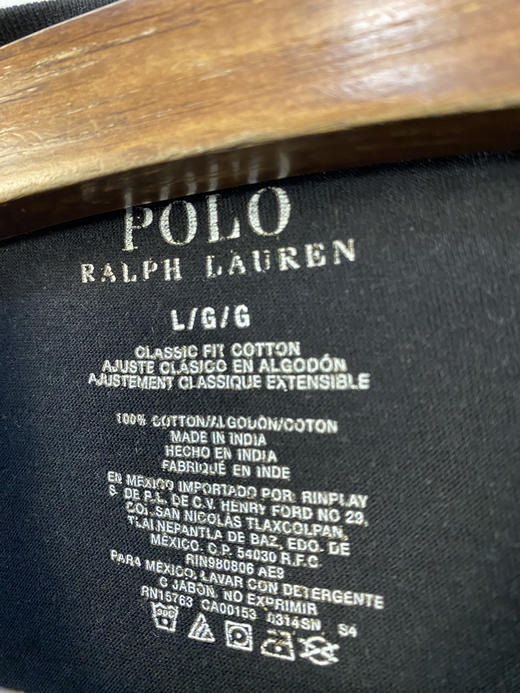 POLO
RALPH LAUREN
L/G/G
CLASSIC FIT COTTON
AJUSTE CLÁSICO EN ALGODÓN
AJUSTEMENT CLASSIQUE EXTENSIBLE
100% COTTON/ALGODÓN/COTON
MADE IN INDIA
HECHO EN INDIA
FABRIQUÉ EN INDE
EN MEXICO IMPORTADO POR: RINPLAY
S. DE P.L. DE C.V. HENRY FORD NO 29,
COL. SAN NICOLÁS TLAXCOLPAN,
TLALNEPANTLA DE BAZ, EDO. DE
MÉXICO. C.P. 54030 R.F.C.
RIN980806 AE9
PARA MÉXICO, LAVAR CON DETERGENTE
O JABÓN. NO EXPRIMIR
RN15763 CA00153 0314SN S4